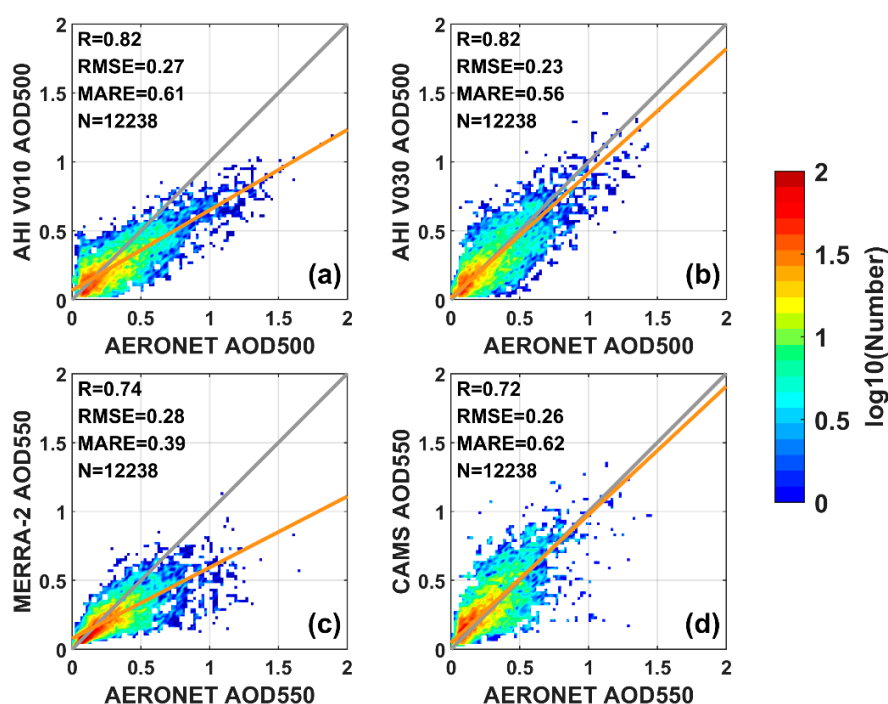 2
R=0.82
RMSE=0.27
MARE=0.61
N=12238
1.5
1
0.5
0
AHI V010 AOD500
(a)
0 0.5 1 1.5 2
AERONET AOD500
2
R=0.82
RMSE=0.23
MARE=0.56
N=12238
1.5
1
0.5
0
AHI V030 AOD500
(b)
0 0.5 1 1.5 2
AERONET AOD500
2
R=0.74
RMSE=0.28
MARE=0.39
N=12238
1.5
1
0.5
0
MERRA-2 AOD550
(c)
0 0.5 1 1.5 2
AERONET AOD550
2
R=0.72
RMSE=0.26
MARE=0.62
N=12238
1.5
1
0.5
0
CAMS AOD550
(d)
0 0.5 1 1.5 2
AERONET AOD550
2
1.5
1
0.5
0
log10(Number)